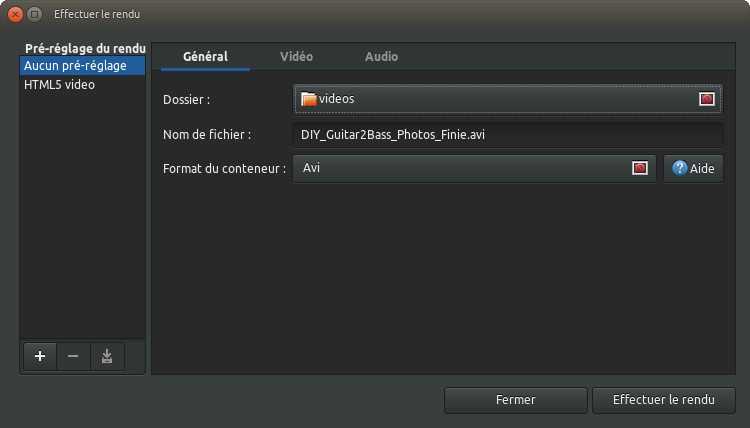 Effectuer le rendu
Pré-réglage du rendu
Aucun pré-réglage
HTML5 video
Général Vidéo Audio
Dossier : videos
Nom de fichier : DIY_Guitar2Bass_Photos_Finie.avi
Format du conteneur : Avi Aide
Fermer Effectuer le rendu